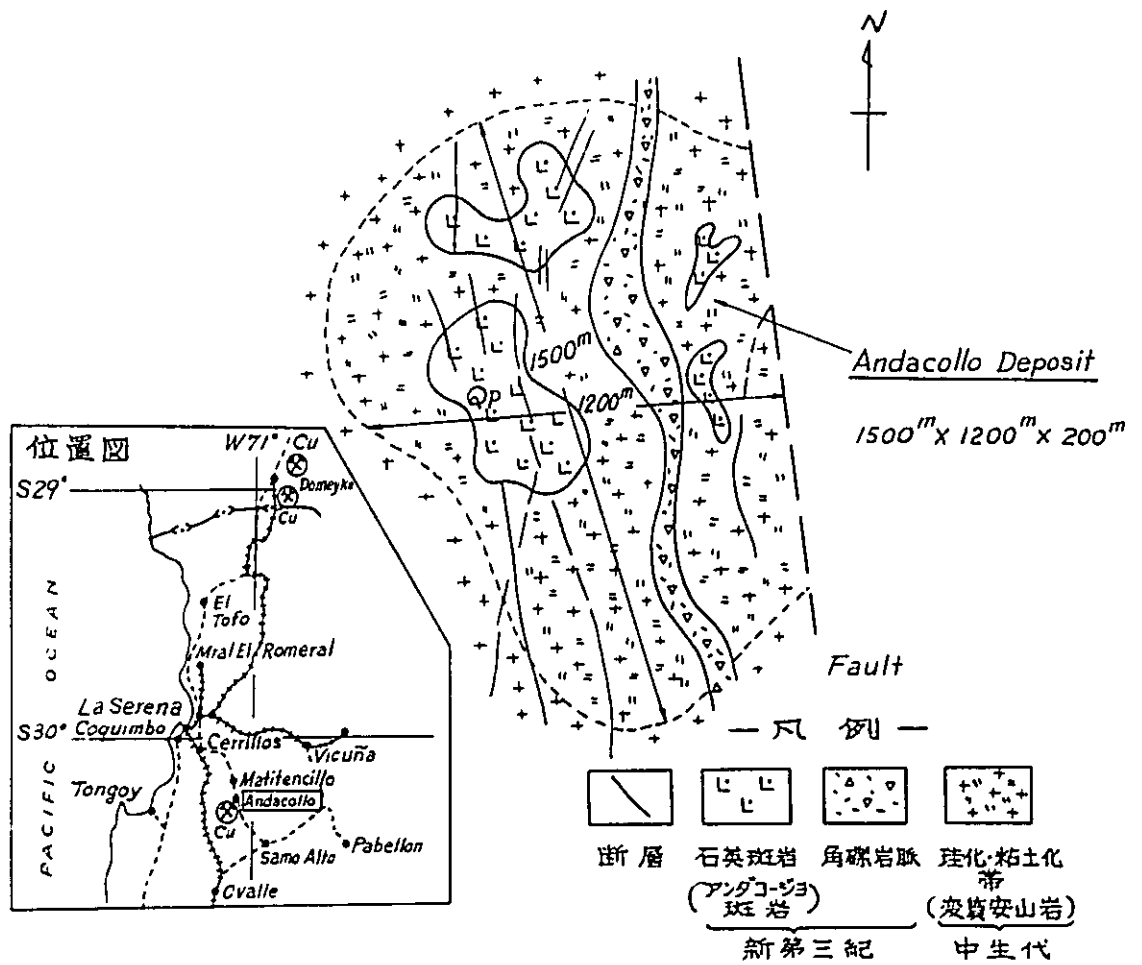 N
1500m
1200m
Qp
Andacollo Deposit
1500m X 1200m X 200m
Fault
位置図
W71°
Cu
S29°
Domeyko
Cu
PACIFIC OCEAN
El Tofo
Mral El Romeral
La Serena
S30°
Coquimbo
Cerrillos
Vicuña
Matitencillo
Tongoy
Andacollo
Cu
Samo Alto
Pabellon
Ovalle
— 凡 例 —
断層
石英斑岩
(アンダコージョ斑岩)
角礫岩脈
珪化・粘土化帯
(変質安山岩)
新第三紀
中生代